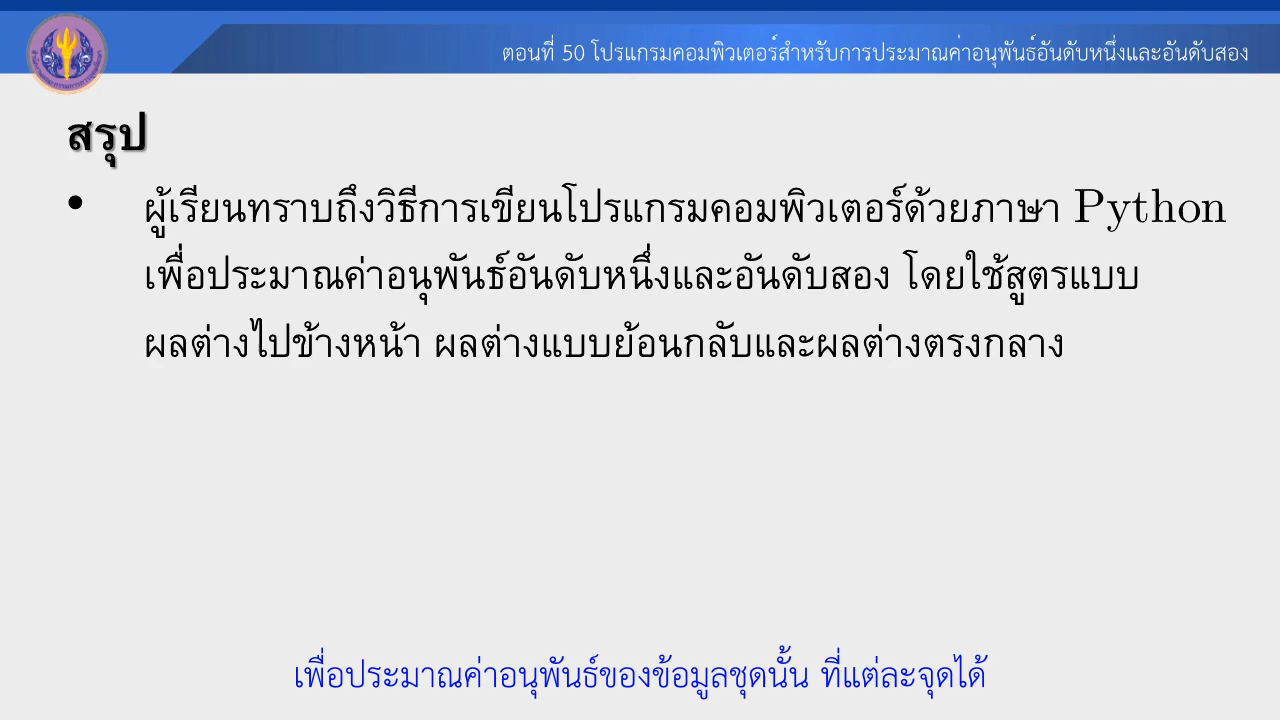 ตอนที่ 50 โปรแกรมคอมพิวเตอร์สำหรับการประมาณค่าอนุพันธ์อันดับหนึ่งและอันดับสอง
สรุป
• ผู้เรียนทราบถึงวิธีการเขียนโปรแกรมคอมพิวเตอร์ด้วยภาษา Python
เพื่อประมาณค่าอนุพันธ์อันดับหนึ่งและอันดับสอง โดยใช้สูตรแบบ
ผลต่างไปข้างหน้า ผลต่างแบบย้อนกลับและผลต่างตรงกลาง
เพื่อประมาณค่าอนุพันธ์ของข้อมูลชุดนั้น ที่แต่ละจุดได้